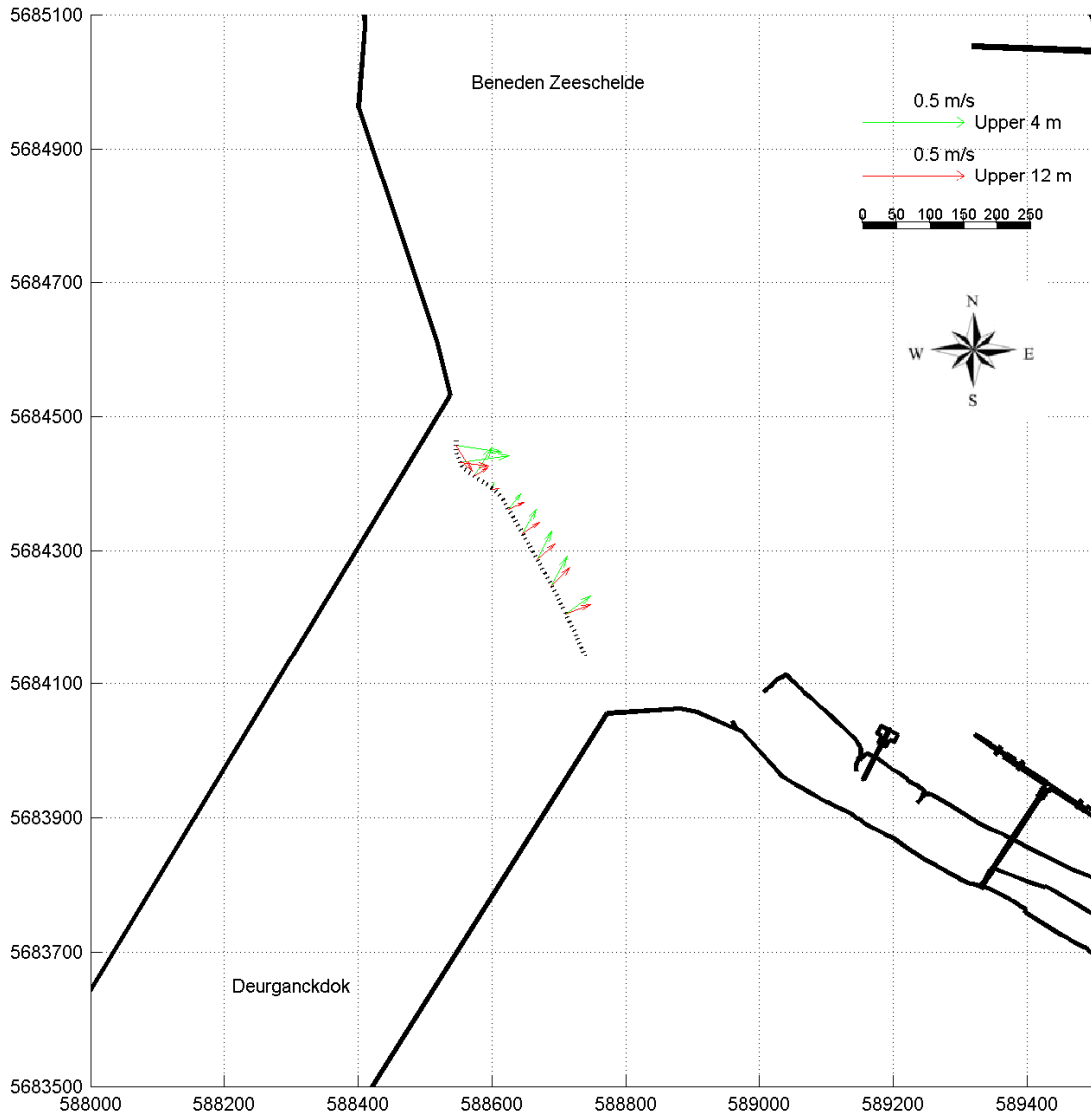 5685100
Beneden Zeeschelde
0.5 m/s
Upper 4 m
5684900
0.5 m/s
Upper 12 m
0 50 100 150 200 250
5684700
N
W E
S
5684500
5684300
5684100
5683900
5683700
Deurganckdok
5683500
588000 588200 588400 588600 588800 589000 589200 589400